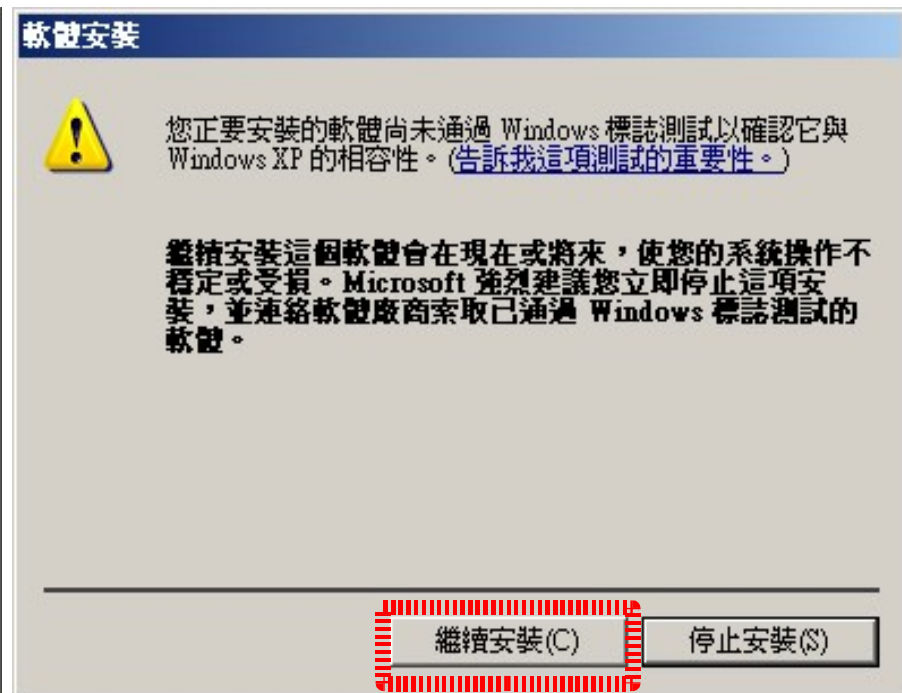 軟體安裝
您正要安裝的軟體尚未通過 Windows 標誌測試以確認它與
Windows XP 的相容性。(告訴我這項測試的重要性。)
繼續安裝這個軟體會在現在或將來，使您的系統操作不
穩定或受損。Microsoft 強烈建議您立即停止這項安
裝，並連絡軟體廠商索取已通過 Windows 標誌測試的
軟體。
繼續安裝(C)
停止安裝(S)